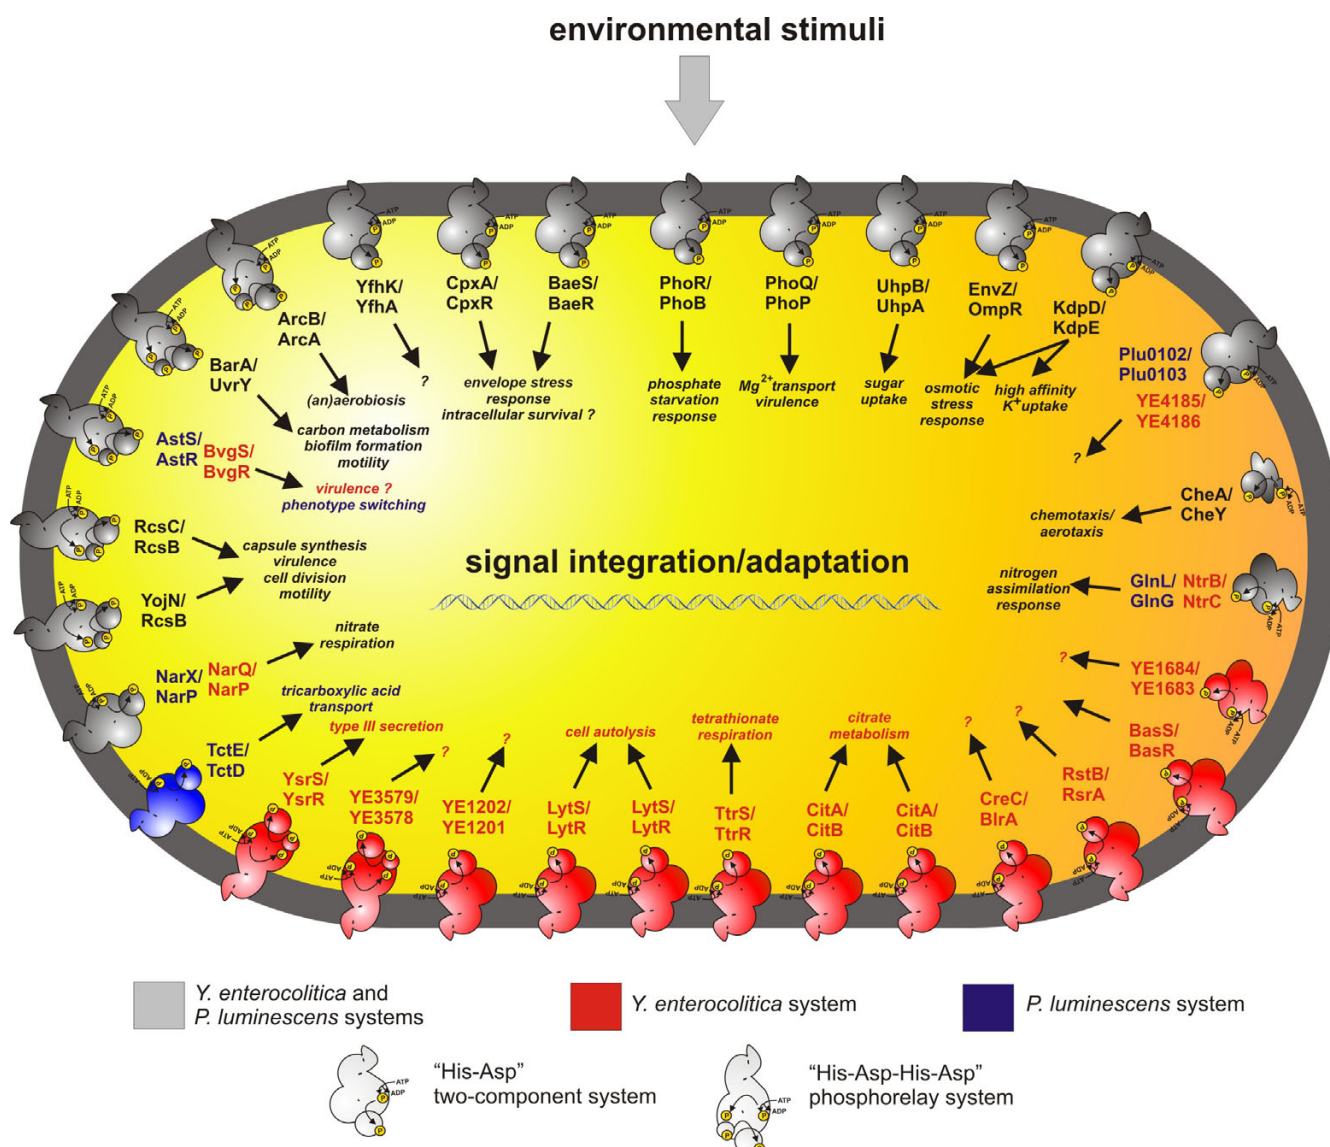 environmental stimuli
YfhK/
YfhA
?
CpxA/
CpxR
BaeS/
BaeR
envelope stress
response
intracellular survival ?
PhoR/
PhoB
phosphate
starvation
response
PhoQ/
PhoP
Mg2+transport
virulence
UhpB/
UhpA
sugar
uptake
EnvZ/
OmpR
osmotic
stress
response
KdpD/
KdpE
high affinity
K+uptake
ArcB/
ArcA
(an)aerobiosis
BarA/
UvrY
carbon metabolism
biofilm formation
motility
Plu0102/
Plu0103
YE4185/
YE4186
?
AstS/
AstR
BvgS/
BvgR
virulence ?
phenotype switching
CheA/
CheY
chemotaxis/
aerotaxis
RcsC/
RcsB
capsule synthesis
virulence
cell division
motility
YojN/
RcsB
signal integration/adaptation
nitrogen
assimilation
response
GlnL/
GlnG
NtrB/
NtrC
NarX/
NarP
NarQ/
NarP
nitrate
respiration
?
YE1684/
YE1683
TctE/
TctD
tricarboxylic acid
transport
BasS/
BasR
YsrS/
YsrR
type III secretion
YE3579/
YE3578
?
YE1202/
YE1201
?
LytS/
LytR
LytS/
LytR
cell autolysis
TtrS/
TtrR
tetrathionate
respiration
CitA/
CitB
CitA/
CitB
citrate
metabolism
CreC/
BlrA
?
RstB/
RsrA
?
ATP
ADP
P
Y. enterocolitica and
P. luminescens systems
Y. enterocolitica system
P. luminescens system
“His-Asp”
two-component system
ATP
ADP
P
P
“His-Asp-His-Asp”
phosphorelay system
ATP
ADP
P
P
P
P